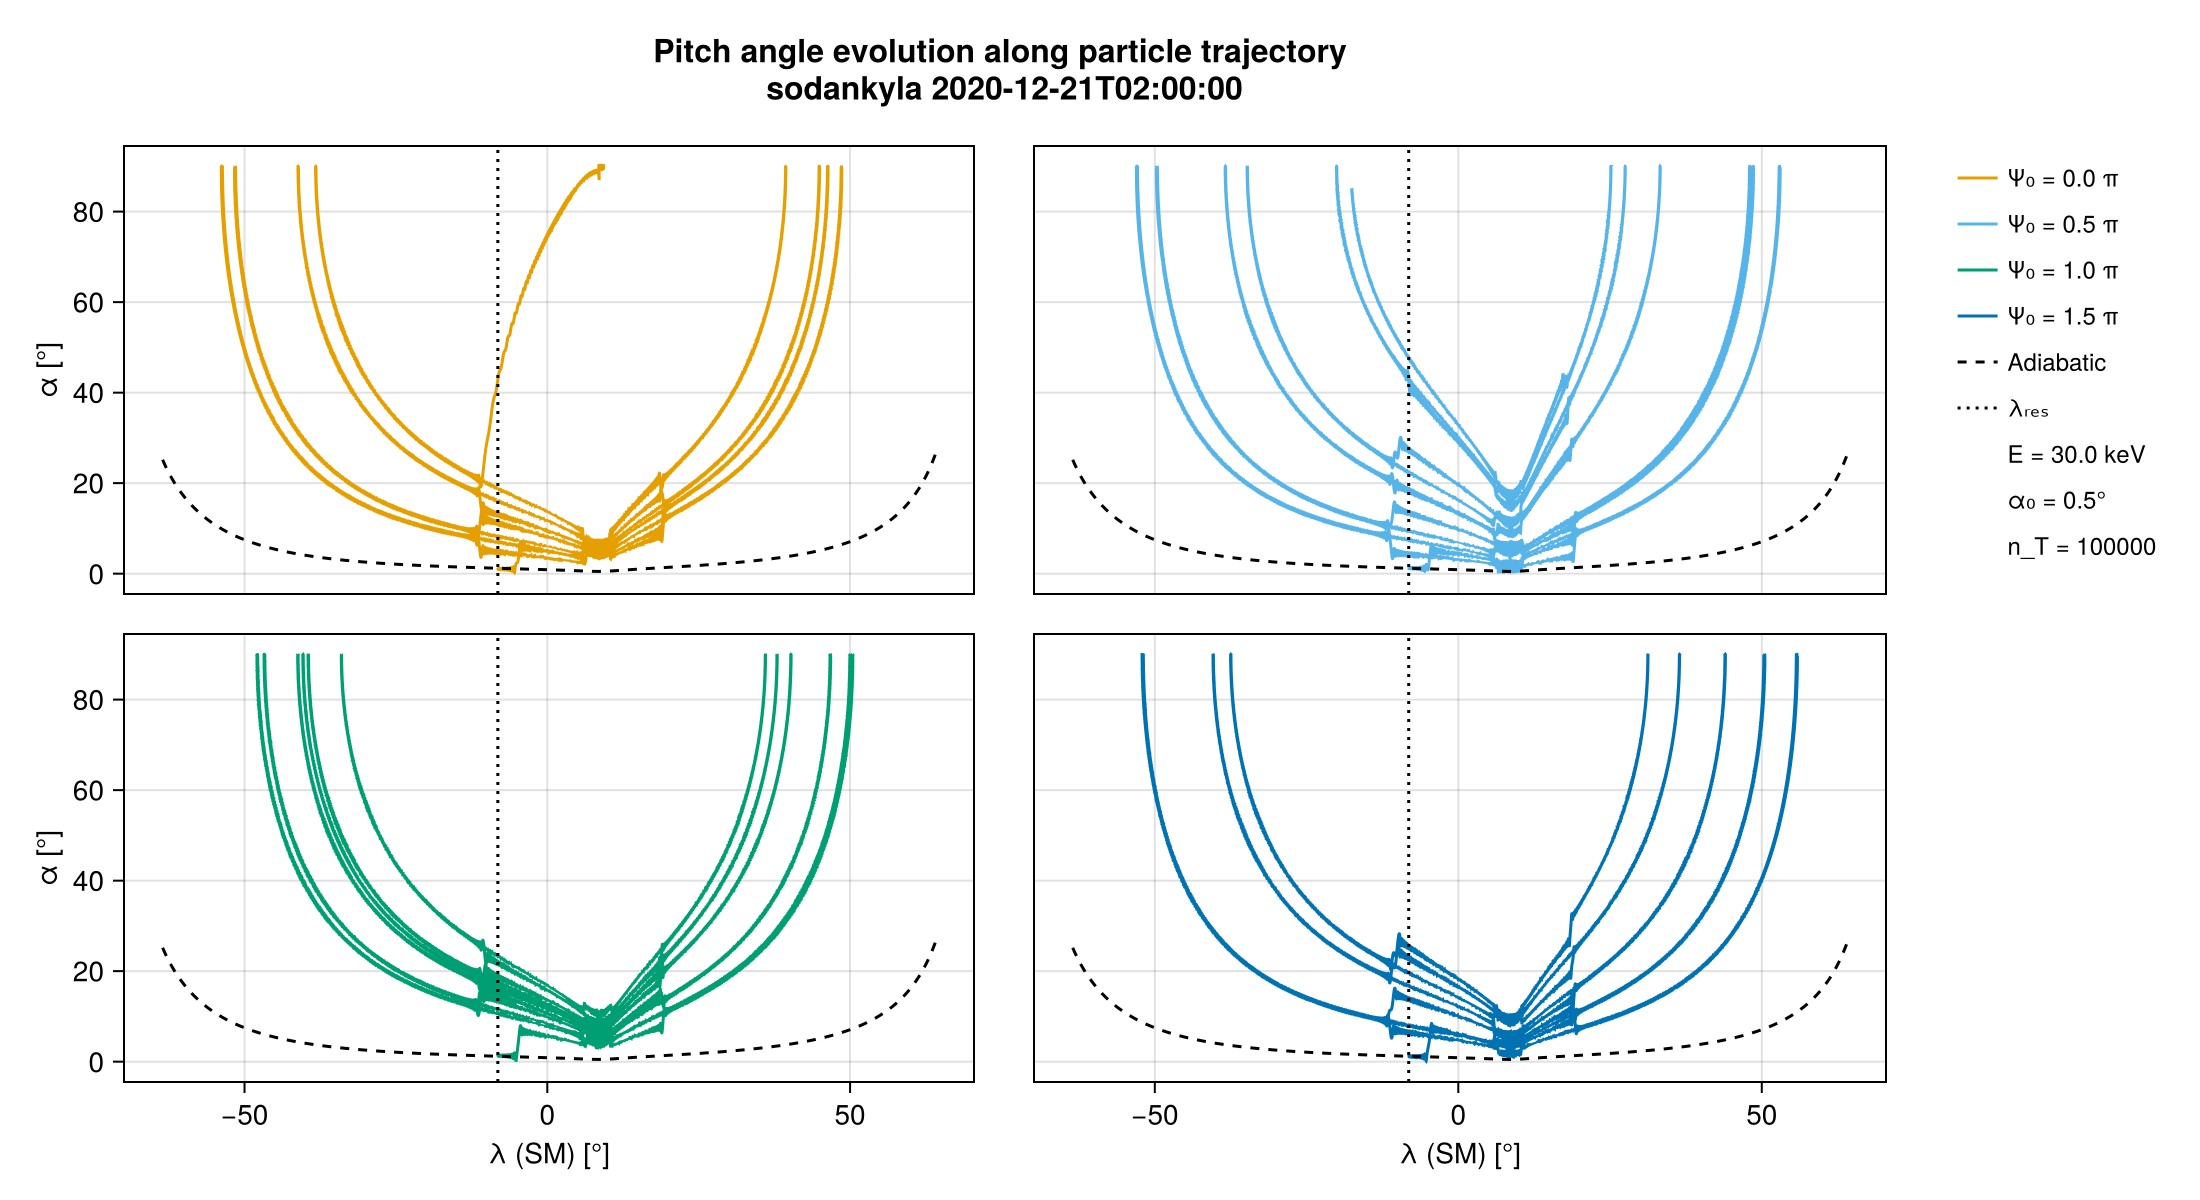 Pitch angle evolution along particle trajectory
sodankyla 2020-12-21T02:00:00
α [°]
80
60
40
20
0
α [°]
80
60
40
20
0
−50
0
50
λ (SM) [°]
−50
0
50
λ (SM) [°]
Ψ₀ = 0.0 π
Ψ₀ = 0.5 π
Ψ₀ = 1.0 π
Ψ₀ = 1.5 π
Adiabatic
λᵣₑₛ
E = 30.0 keV
α₀ = 0.5°
n_T = 100000